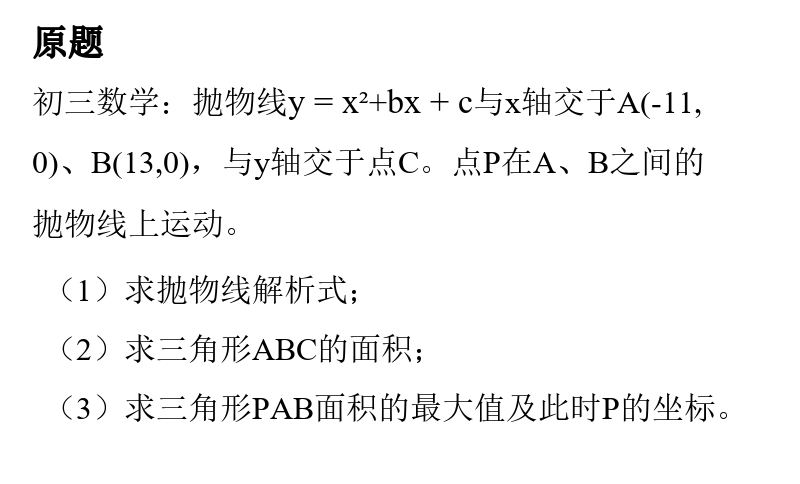 原题
初三数学：抛物线y = x²+bx + c与x轴交于A(-11,
0)、B(13,0)，与y轴交于点C。点P在A、B之间的
抛物线上运动。
（1）求抛物线解析式；
（2）求三角形ABC的面积；
（3）求三角形PAB面积的最大值及此时P的坐标。